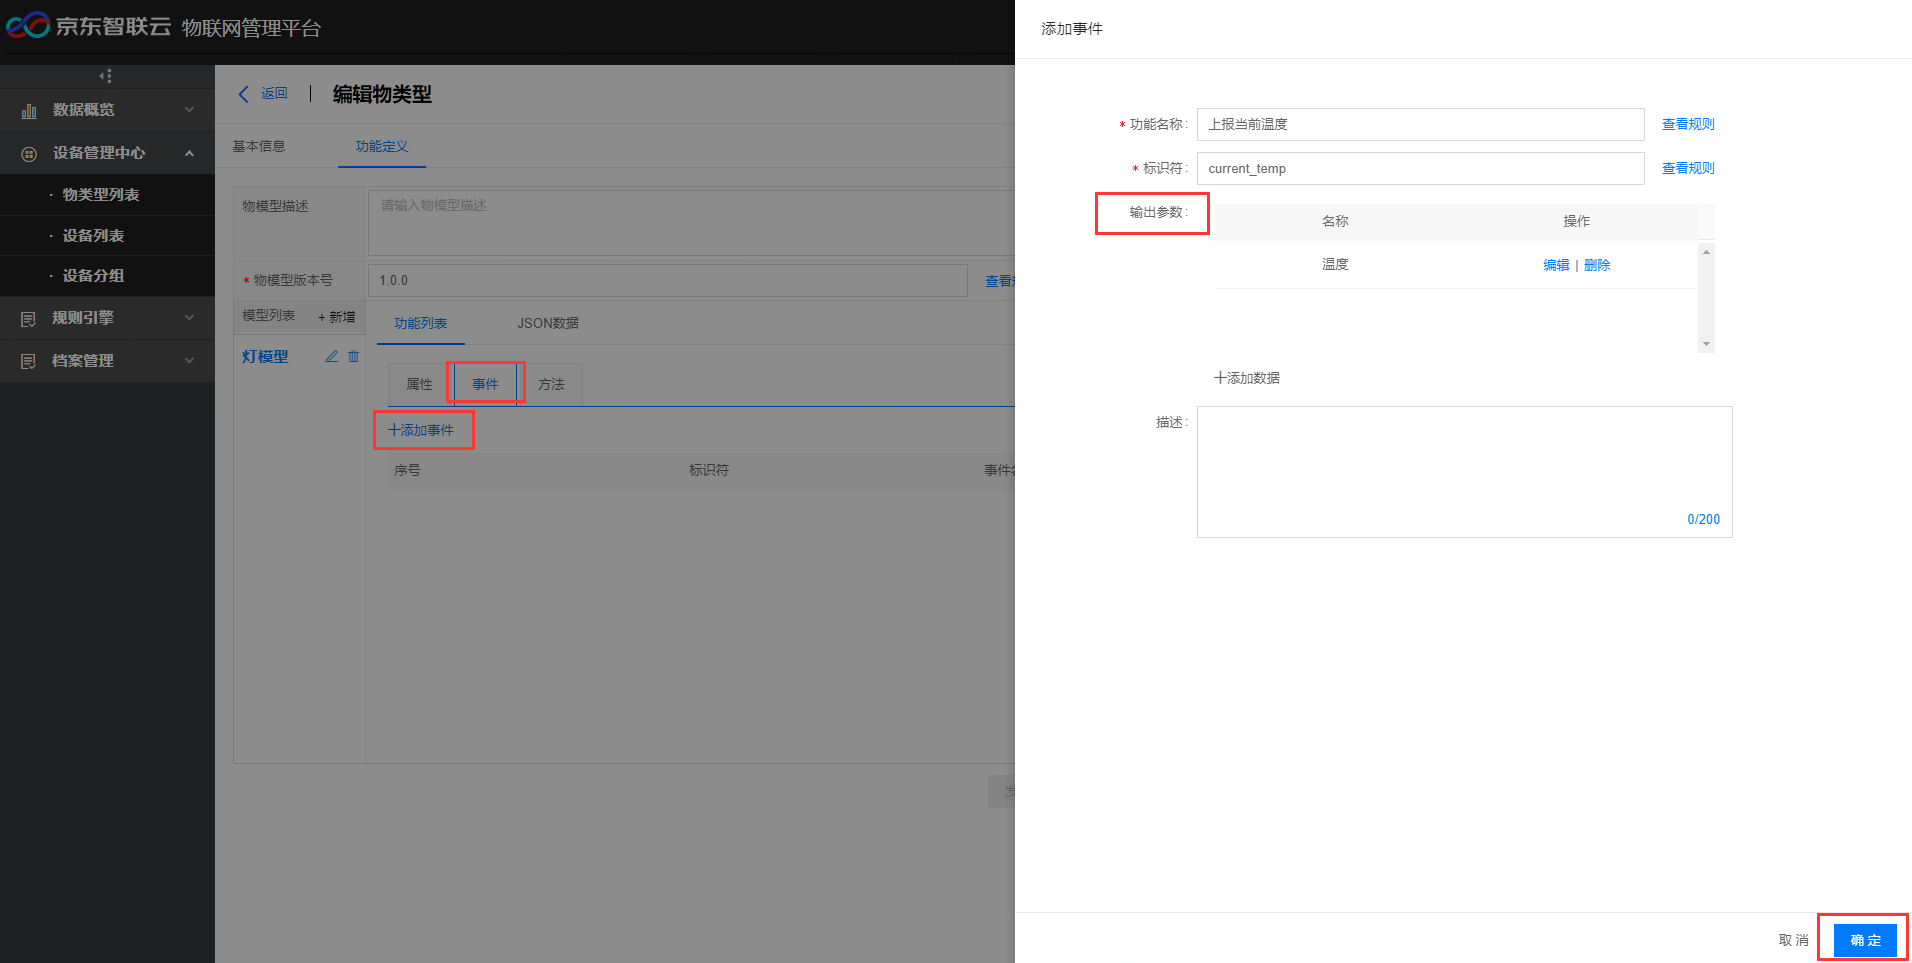 京东智联云 物联网管理平台
数据概览
设备管理中心
· 物类型列表
· 设备列表
· 设备分组
规则引擎
档案管理
返回 | 编辑物类型
基本信息 功能定义
物模型描述 请输入物模型描述
* 物模型版本号 1.0.0 查看
模型列表 + 新增
灯模型
功能列表 JSON数据
属性 事件 方法
十添加事件
序号 标识符 事件
添加事件
* 功能名称: 上报当前温度 查看规则
* 标识符: current_temp 查看规则
输出参数:
名称 操作
温度 编辑 | 删除
十添加数据
描述:
0/200
取消 确定